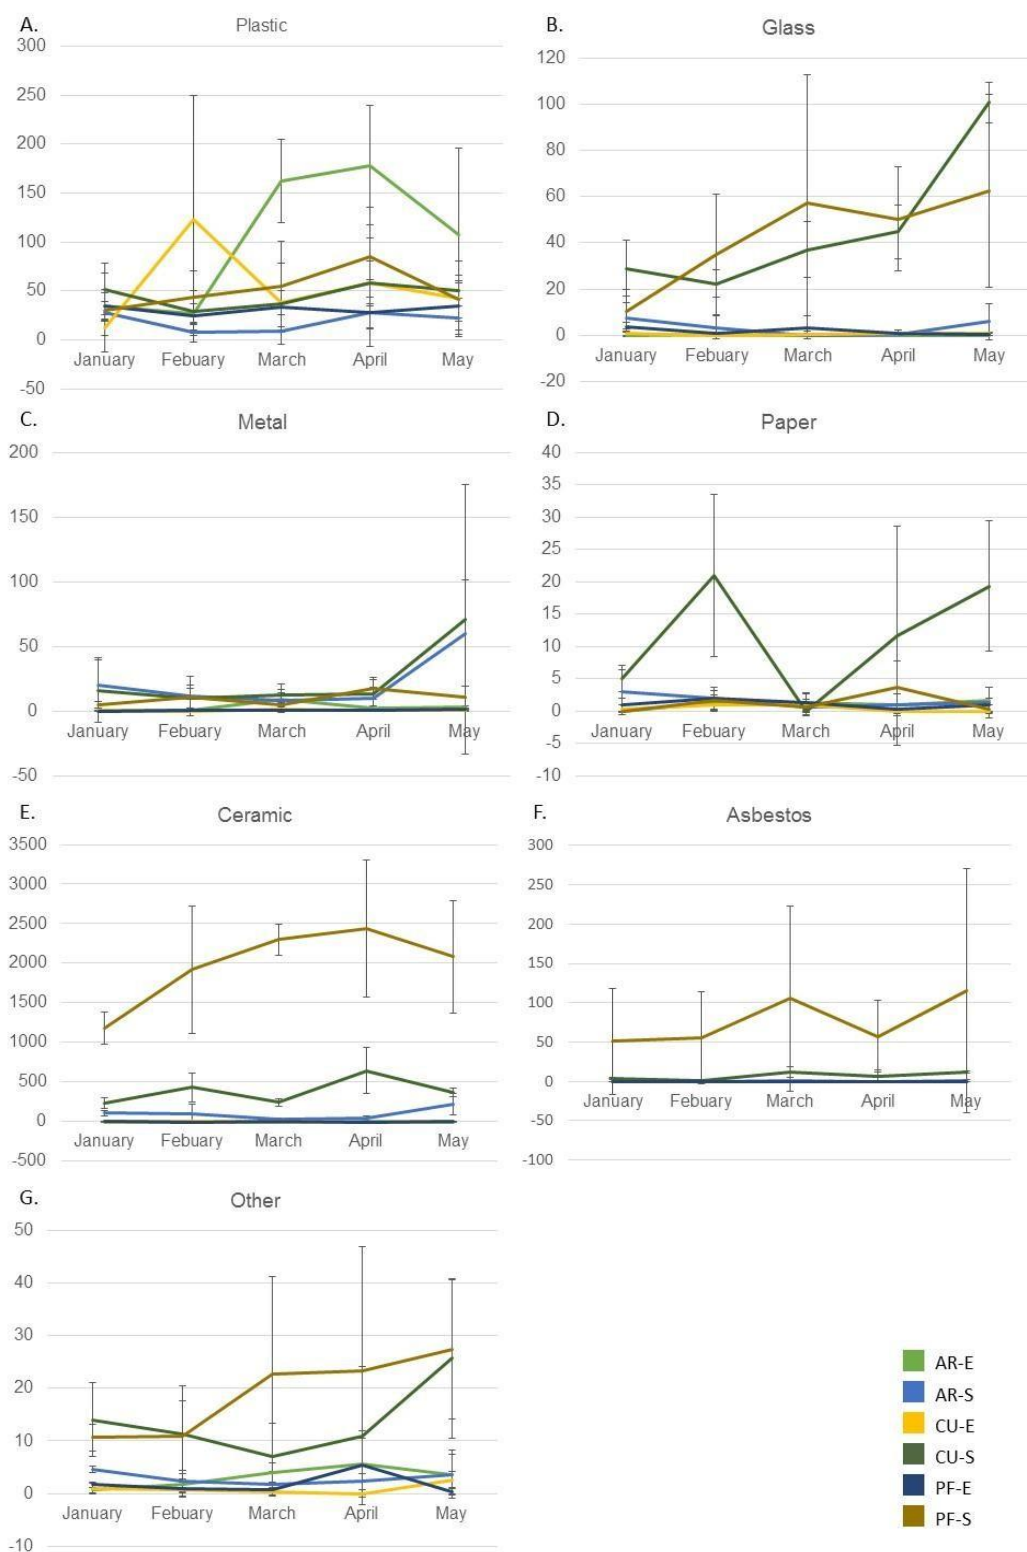 A. Plastic
300
250
200
150
100
50
0
-50
January Febuary March April May
B. Glass
120
100
80
60
40
20
0
-20
January Febuary March April May
C. Metal
200
150
100
50
0
-50
January Febuary March April May
D. Paper
40
35
30
25
20
15
10
5
0
-5
-10
January Febuary March April May
E. Ceramic
3500
3000
2500
2000
1500
1000
500
0
-500
January Febuary March April May
F. Asbestos
300
250
200
150
100
50
0
-50
-100
January Febuary March April May
G. Other
50
40
30
20
10
0
-10
January Febuary March April May
AR-E
AR-S
CU-E
CU-S
PF-E
PF-S